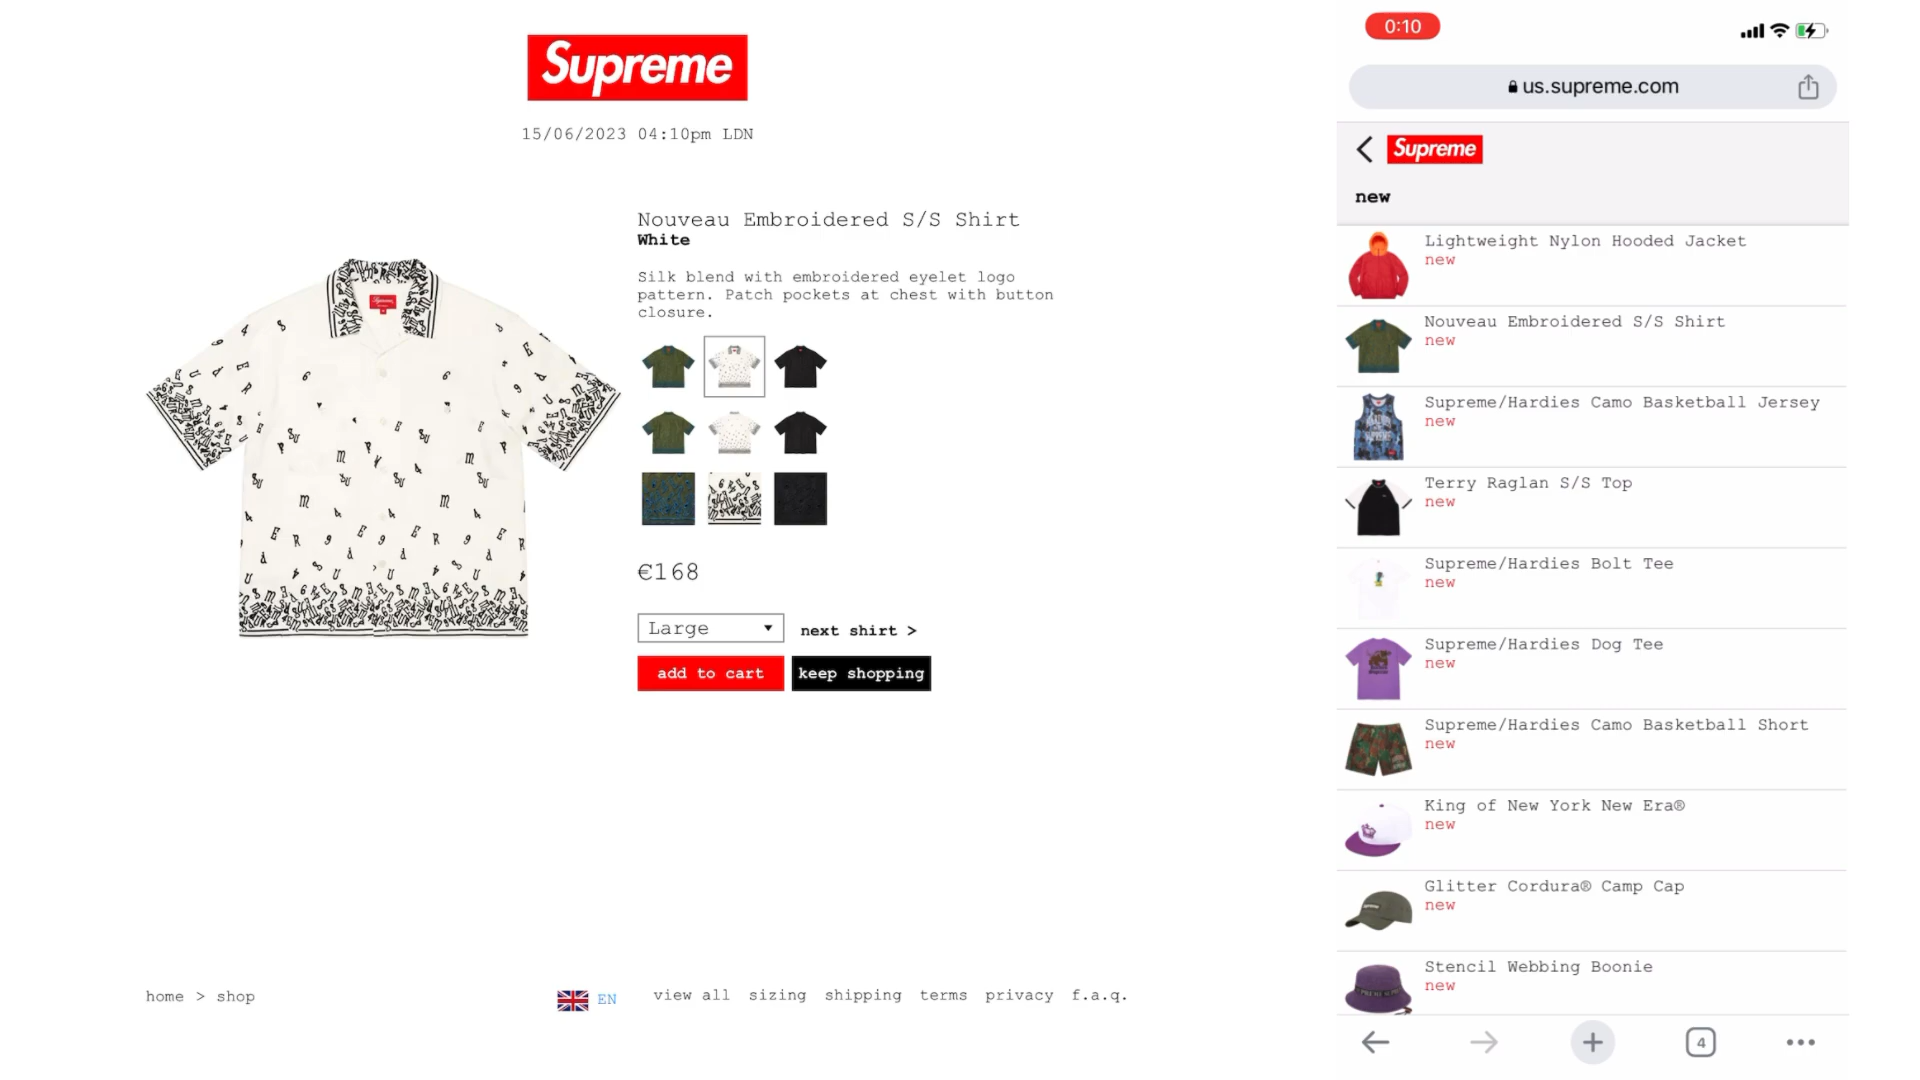 Supreme
15/06/2023 04:10pm LDN
Nouveau Embroidered S/S Shirt
White
Silk blend with embroidered eyelet logo
pattern. Patch pockets at chest with button
closure.
€168
Large
next shirt >
add to cart
keep shopping
home > shop
EN
view all
sizing
shipping
terms
privacy
f.a.q.
0:10
us.supreme.com
Supreme
new
Lightweight Nylon Hooded Jacket
new
Nouveau Embroidered S/S Shirt
new
Supreme/Hardies Camo Basketball Jersey
new
Terry Raglan S/S Top
new
Supreme/Hardies Bolt Tee
new
Supreme/Hardies Dog Tee
new
Supreme/Hardies Camo Basketball Short
new
King of New York New Era®
new
Glitter Cordura® Camp Cap
new
Stencil Webbing Boonie
new
4